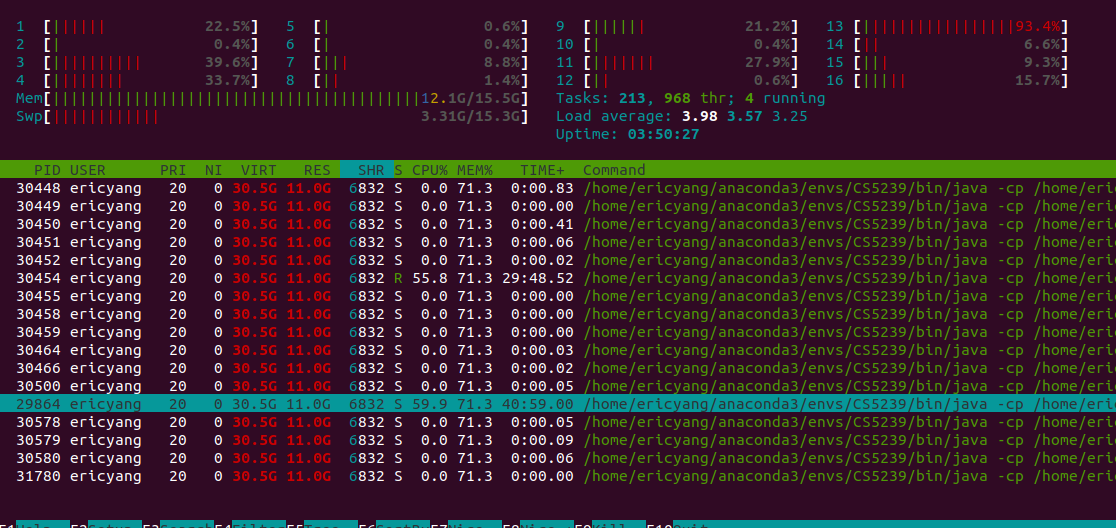 1 [|||||| 22.5%] 5 [| 0.6%] 9 [|||||| 21.2%] 13 [|||||||||||||||||93.4%]
2 [| 0.4%] 6 [| 0.4%] 10 [| 0.4%] 14 [|| 6.6%]
3 [|||||||||| 39.6%] 7 [||| 8.8%] 11 [||||||| 27.9%] 15 [||| 9.3%]
4 [|||||||| 33.7%] 8 [|| 1.4%] 12 [|| 0.6%] 16 [||||| 15.7%]
Mem[|||||||||||||||||||||||||||||||||||||||||12.1G/15.5G] Tasks: 213, 968 thr; 4 running
Swp[|||||||||||| 3.31G/15.3G] Load average: 3.98 3.57 3.25
Uptime: 03:50:27
PID USER PRI NI VIRT RES SHR S CPU% MEM% TIME+ Command
30448 ericyang 20 0 30.5G 11.0G 6832 S 0.0 71.3 0:00.83 /home/ericyang/anaconda3/envs/CS5239/bin/java -cp /home/eric
30449 ericyang 20 0 30.5G 11.0G 6832 S 0.0 71.3 0:00.00 /home/ericyang/anaconda3/envs/CS5239/bin/java -cp /home/eric
30450 ericyang 20 0 30.5G 11.0G 6832 S 0.0 71.3 0:00.41 /home/ericyang/anaconda3/envs/CS5239/bin/java -cp /home/eric
30451 ericyang 20 0 30.5G 11.0G 6832 S 0.0 71.3 0:00.06 /home/ericyang/anaconda3/envs/CS5239/bin/java -cp /home/eric
30452 ericyang 20 0 30.5G 11.0G 6832 S 0.0 71.3 0:00.02 /home/ericyang/anaconda3/envs/CS5239/bin/java -cp /home/eric
30454 ericyang 20 0 30.5G 11.0G 6832 R 55.8 71.3 29:48.52 /home/ericyang/anaconda3/envs/CS5239/bin/java -cp /home/eric
30455 ericyang 20 0 30.5G 11.0G 6832 S 0.0 71.3 0:00.00 /home/ericyang/anaconda3/envs/CS5239/bin/java -cp /home/eric
30458 ericyang 20 0 30.5G 11.0G 6832 S 0.0 71.3 0:00.00 /home/ericyang/anaconda3/envs/CS5239/bin/java -cp /home/eric
30459 ericyang 20 0 30.5G 11.0G 6832 S 0.0 71.3 0:00.00 /home/ericyang/anaconda3/envs/CS5239/bin/java -cp /home/eric
30464 ericyang 20 0 30.5G 11.0G 6832 S 0.0 71.3 0:00.03 /home/ericyang/anaconda3/envs/CS5239/bin/java -cp /home/eric
30466 ericyang 20 0 30.5G 11.0G 6832 S 0.0 71.3 0:00.02 /home/ericyang/anaconda3/envs/CS5239/bin/java -cp /home/eric
30500 ericyang 20 0 30.5G 11.0G 6832 S 0.0 71.3 0:00.05 /home/ericyang/anaconda3/envs/CS5239/bin/java -cp /home/eric
29864 ericyang 20 0 30.5G 11.0G 6832 S 59.9 71.3 40:59.00 /home/ericyang/anaconda3/envs/CS5239/bin/java -cp /home/eric
30578 ericyang 20 0 30.5G 11.0G 6832 S 0.0 71.3 0:00.05 /home/ericyang/anaconda3/envs/CS5239/bin/java -cp /home/eric
30579 ericyang 20 0 30.5G 11.0G 6832 S 0.0 71.3 0:00.09 /home/ericyang/anaconda3/envs/CS5239/bin/java -cp /home/eric
30580 ericyang 20 0 30.5G 11.0G 6832 S 0.0 71.3 0:00.06 /home/ericyang/anaconda3/envs/CS5239/bin/java -cp /home/eric
31780 ericyang 20 0 30.5G 11.0G 6832 S 0.0 71.3 0:00.00 /home/ericyang/anaconda3/envs/CS5239/bin/java -cp /home/eric